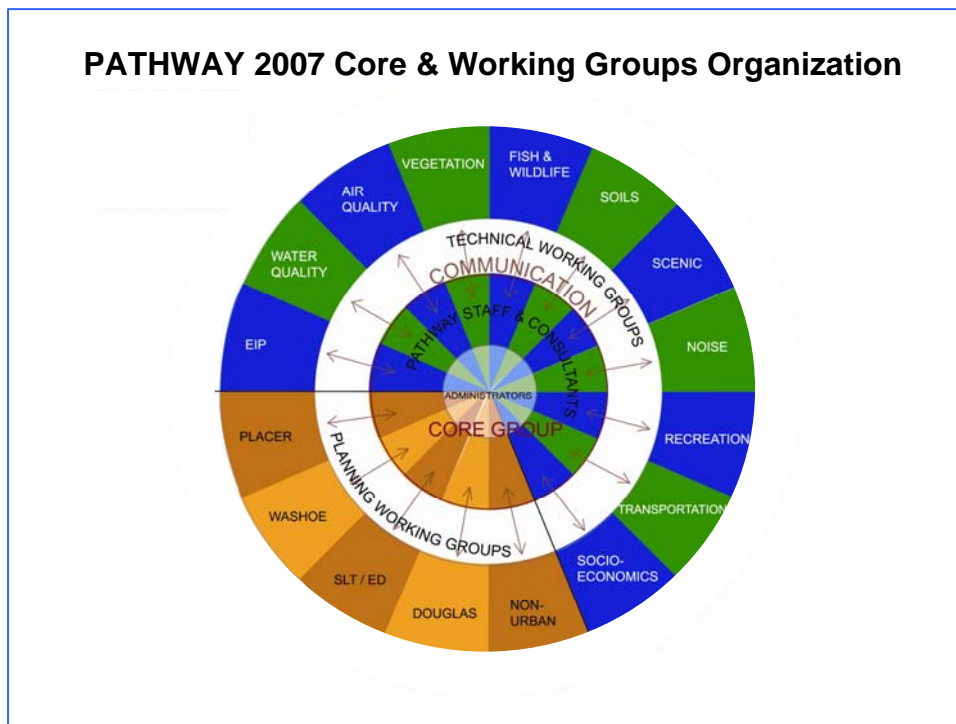 PATHWAY 2007 Core & Working Groups Organization
VEGETATION
FISH &
WILDLIFE
AIR
QUALITY
SOILS
WATER
QUALITY
SCENIC
EIP
NOISE
TECHNICAL WORKING GROUPS
COMMUNICATION
PATHWAY STAFF & CONSULTANTS
ADMINISTRATORS
CORE GROUP
PLANNING WORKING GROUPS
PLACER
RECREATION
WASHOE
TRANSPORTATION
SLT / ED
SOCIO-
ECONOMICS
DOUGLAS
NON-
URBAN